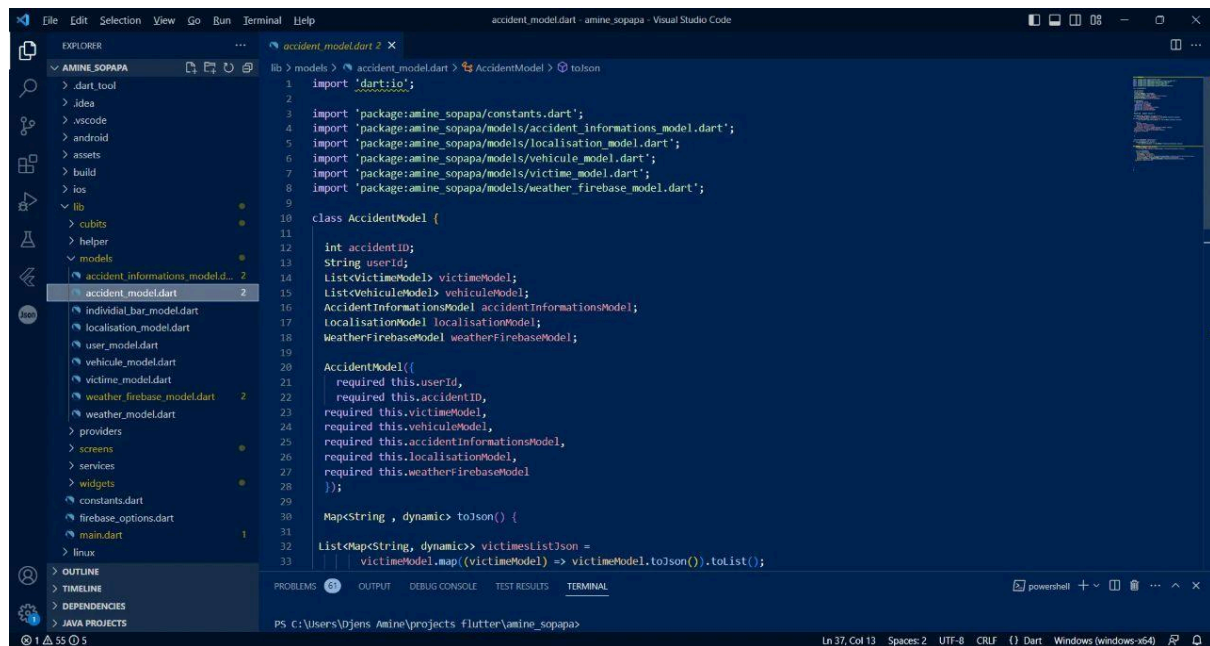 File Edit Selection View Go Run Terminal Help accident_model.dart - amine_sopapa - Visual Studio Code
EXPLORER
AMINE_SOPAPA
.dart_tool
.idea
.vscode
android
assets
build
ios
lib
cubits
helper
models
accident_informations_model.d... 2
accident_model.dart 2
individial_bar_model.dart
localisation_model.dart
user_model.dart
vehicule_model.dart
victime_model.dart
weather_firebase_model.dart 2
weather_model.dart
providers
screens
services
widgets
constants.dart
firebase_options.dart
main.dart 1
linux
OUTLINE
TIMELINE
DEPENDENCIES
JAVA PROJECTS
Json
1
accident_model.dart 2
lib > models > accident_model.dart > AccidentModel > toJson
1 import 'dart:io';
2
3 import 'package:amine_sopapa/constants.dart';
4 import 'package:amine_sopapa/models/accident_informations_model.dart';
5 import 'package:amine_sopapa/models/localisation_model.dart';
6 import 'package:amine_sopapa/models/vehicule_model.dart';
7 import 'package:amine_sopapa/models/victime_model.dart';
8 import 'package:amine_sopapa/models/weather_firebase_model.dart';
9
10 class AccidentModel {
11
12 int accidentID;
13 String userId;
14 List<VictimeModel> victimeModel;
15 List<VehiculeModel> vehiculeModel;
16 AccidentInformationsModel accidentInformationsModel;
17 LocalisationModel localisationModel;
18 WeatherFirebaseModel weatherFirebaseModel;
19
20 AccidentModel({
21 required this.userId,
22 required this.accidentID,
23 required this.victimeModel,
24 required this.vehiculeModel,
25 required this.accidentInformationsModel,
26 required this.localisationModel,
27 required this.weatherFirebaseModel
28 });
29
30 Map<String , dynamic> toJson() {
31
32 List<Map<String, dynamic>> victimesListJson =
33 victimeModel.map((victimeModel) => victimeModel.toJson()).toList();
PROBLEMS 61 OUTPUT DEBUG CONSOLE TEST RESULTS TERMINAL powershell
PS C:\Users\Djens Amine\projects flutter\amine_sopapa>
1 55 5 Ln 37, Col 13 Spaces: 2 UTF-8 CRLF {} Dart Windows (windows-x64)